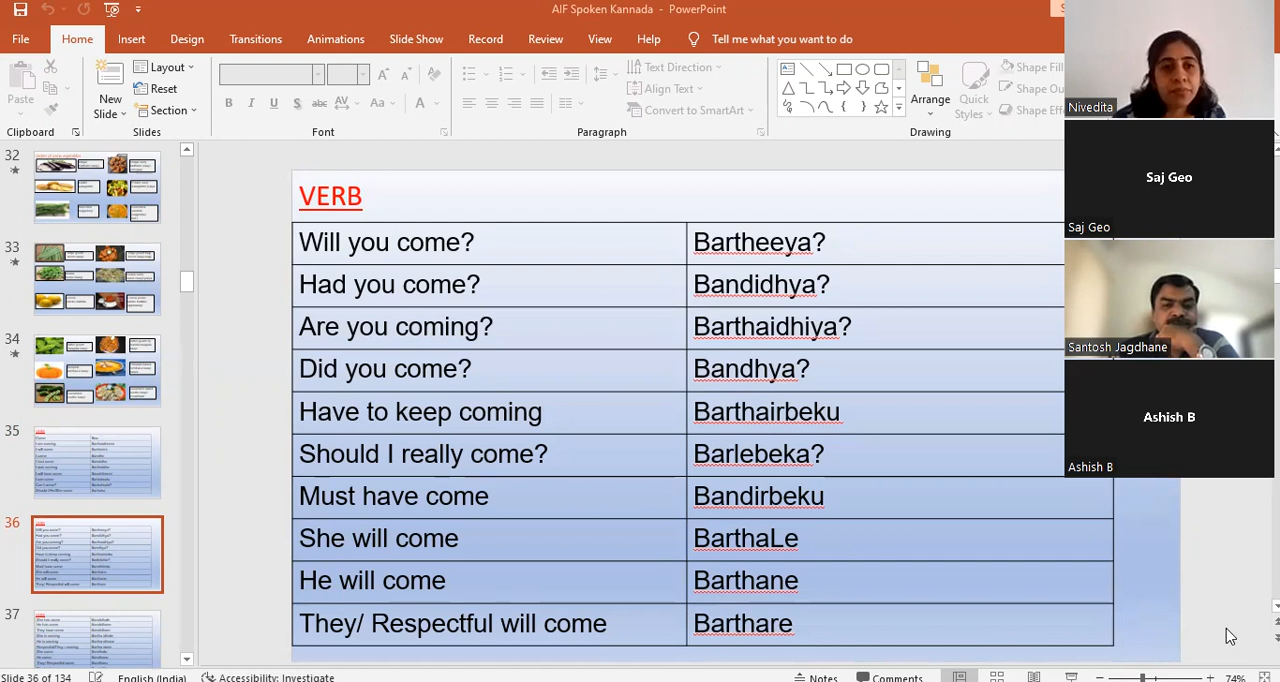 AIF Spoken Kannada - PowerPoint
File Home Insert Design Transitions Animations Slide Show Record Review View Help Tell me what you want to do
Paste
New Slide
Layout
Reset
Section
Text Direction
Align Text
Convert to SmartArt
Arrange
Quick Styles
Shape Fill
Shape Ou
Shape Effe
Clipboard Slides Font Paragraph Drawing
32
33
34
35
36
37
VERB
Will you come? Bartheeya?
Had you come? Bandidhya?
Are you coming? Barthaidhiya?
Did you come? Bandhya?
Have to keep coming Barthairbeku
Should I really come? Barlebeka?
Must have come Bandirbeku
She will come BarthaLe
He will come Barthane
They/ Respectful will come Barthare
Nivedita
Saj Geo
Saj Geo
Santosh Jagdhane
Ashish B
Ashish B
Slide 36 of 134 English (India) Accessibility: Investigate Notes Comments 74%